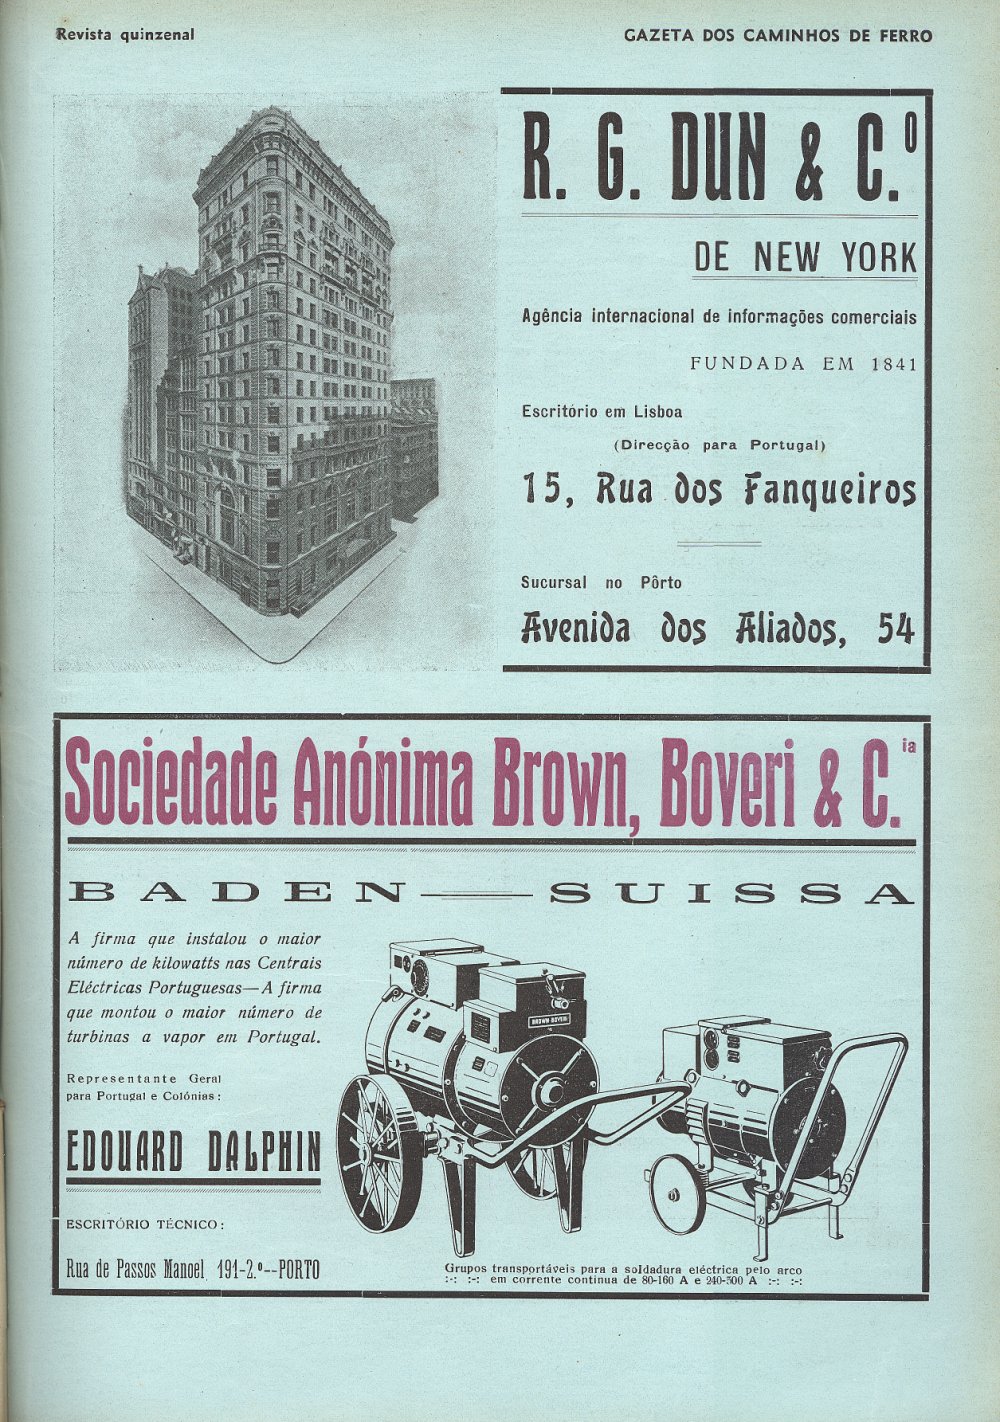 Revista quinzenal
GAZETA DOS CAMINHOS DE FERRO
R. G. DUN & C.º
DE NEW YORK
Agência internacional de informações comerciais
FUNDADA EM 1841
Escritório em Lisboa
(Direcção para Portugal)
15, Rua dos Fanqueiros
Sucursal no Pôrto
Avenida dos Aliados, 54
Sociedade Anónima Brown, Boveri & C.ia
BADEN—SUISSA
A firma que instalou o maior
número de kilowatts nas Centrais
Eléctricas Portuguesas—A firma
que montou o maior número de
turbinas a vapor em Portugal.
Representante Geral
para Portugal e Colónias:
EDOUARD DALPHIN
ESCRITÓRIO TÉCNICO:
Rua de Passos Manoel, 191-2.º--PORTO
BROWN-BOVERI
Grupos transportáveis para a soldadura eléctrica pelo arco
:-: :-: em corrente contínua de 80-160 A e 240-500 A :-: :-: